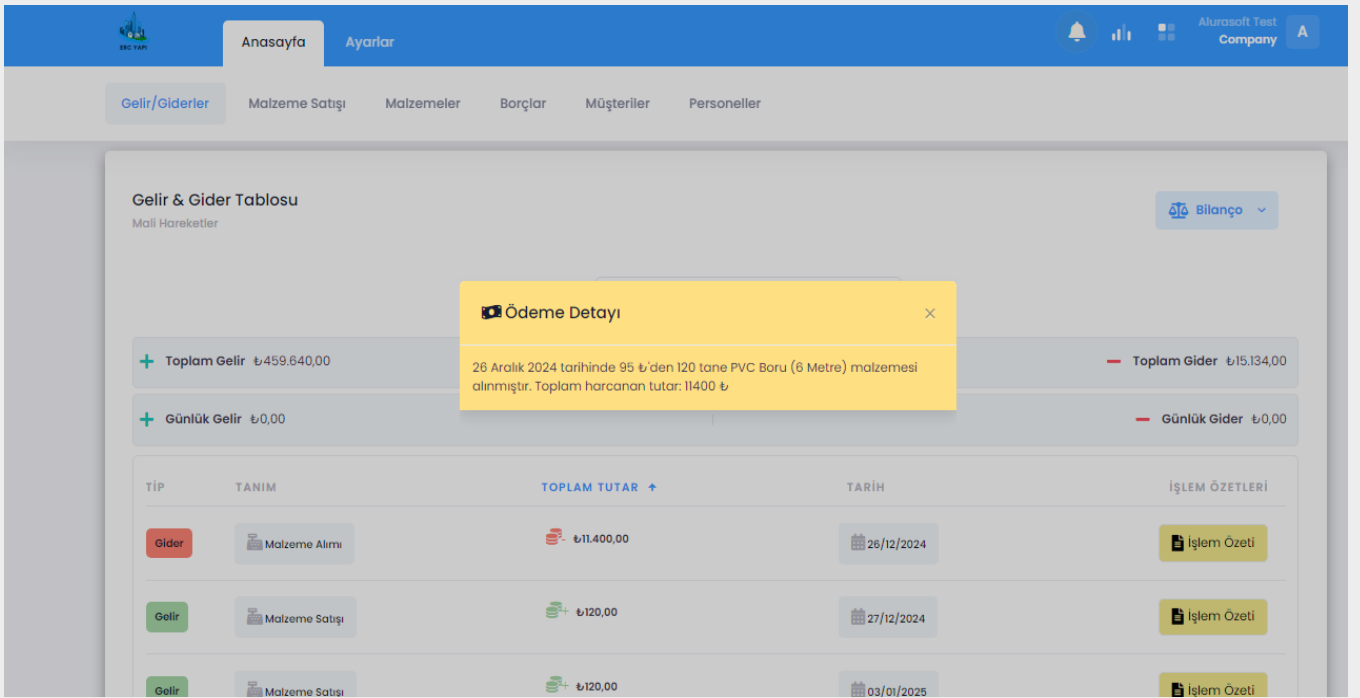 ERC YAPI
Anasayfa
Ayarlar
Alurasoft Test
Company
A
Gelir/Giderler
Malzeme Satışı
Malzemeler
Borçlar
Müşteriler
Personeller
Gelir & Gider Tablosu
Mali Hareketler
Bilanço
Ödeme Detayı
26 Aralık 2024 tarihinde 95 ₺'den 120 tane PVC Boru (6 Metre) malzemesi
alınmıştır. Toplam harcanan tutar: 11400 ₺
Toplam Gelir ₺459.640,00
Toplam Gider ₺15.134,00
Günlük Gelir ₺0,00
Günlük Gider ₺0,00
TİP
TANIM
TOPLAM TUTAR
TARİH
İŞLEM ÖZETLERİ
Gider
Malzeme Alımı
₺11.400,00
26/12/2024
İşlem Özeti
Gelir
Malzeme Satışı
₺120,00
27/12/2024
İşlem Özeti
Gelir
Malzeme Satışı
₺120,00
03/01/2025
İşlem Özeti